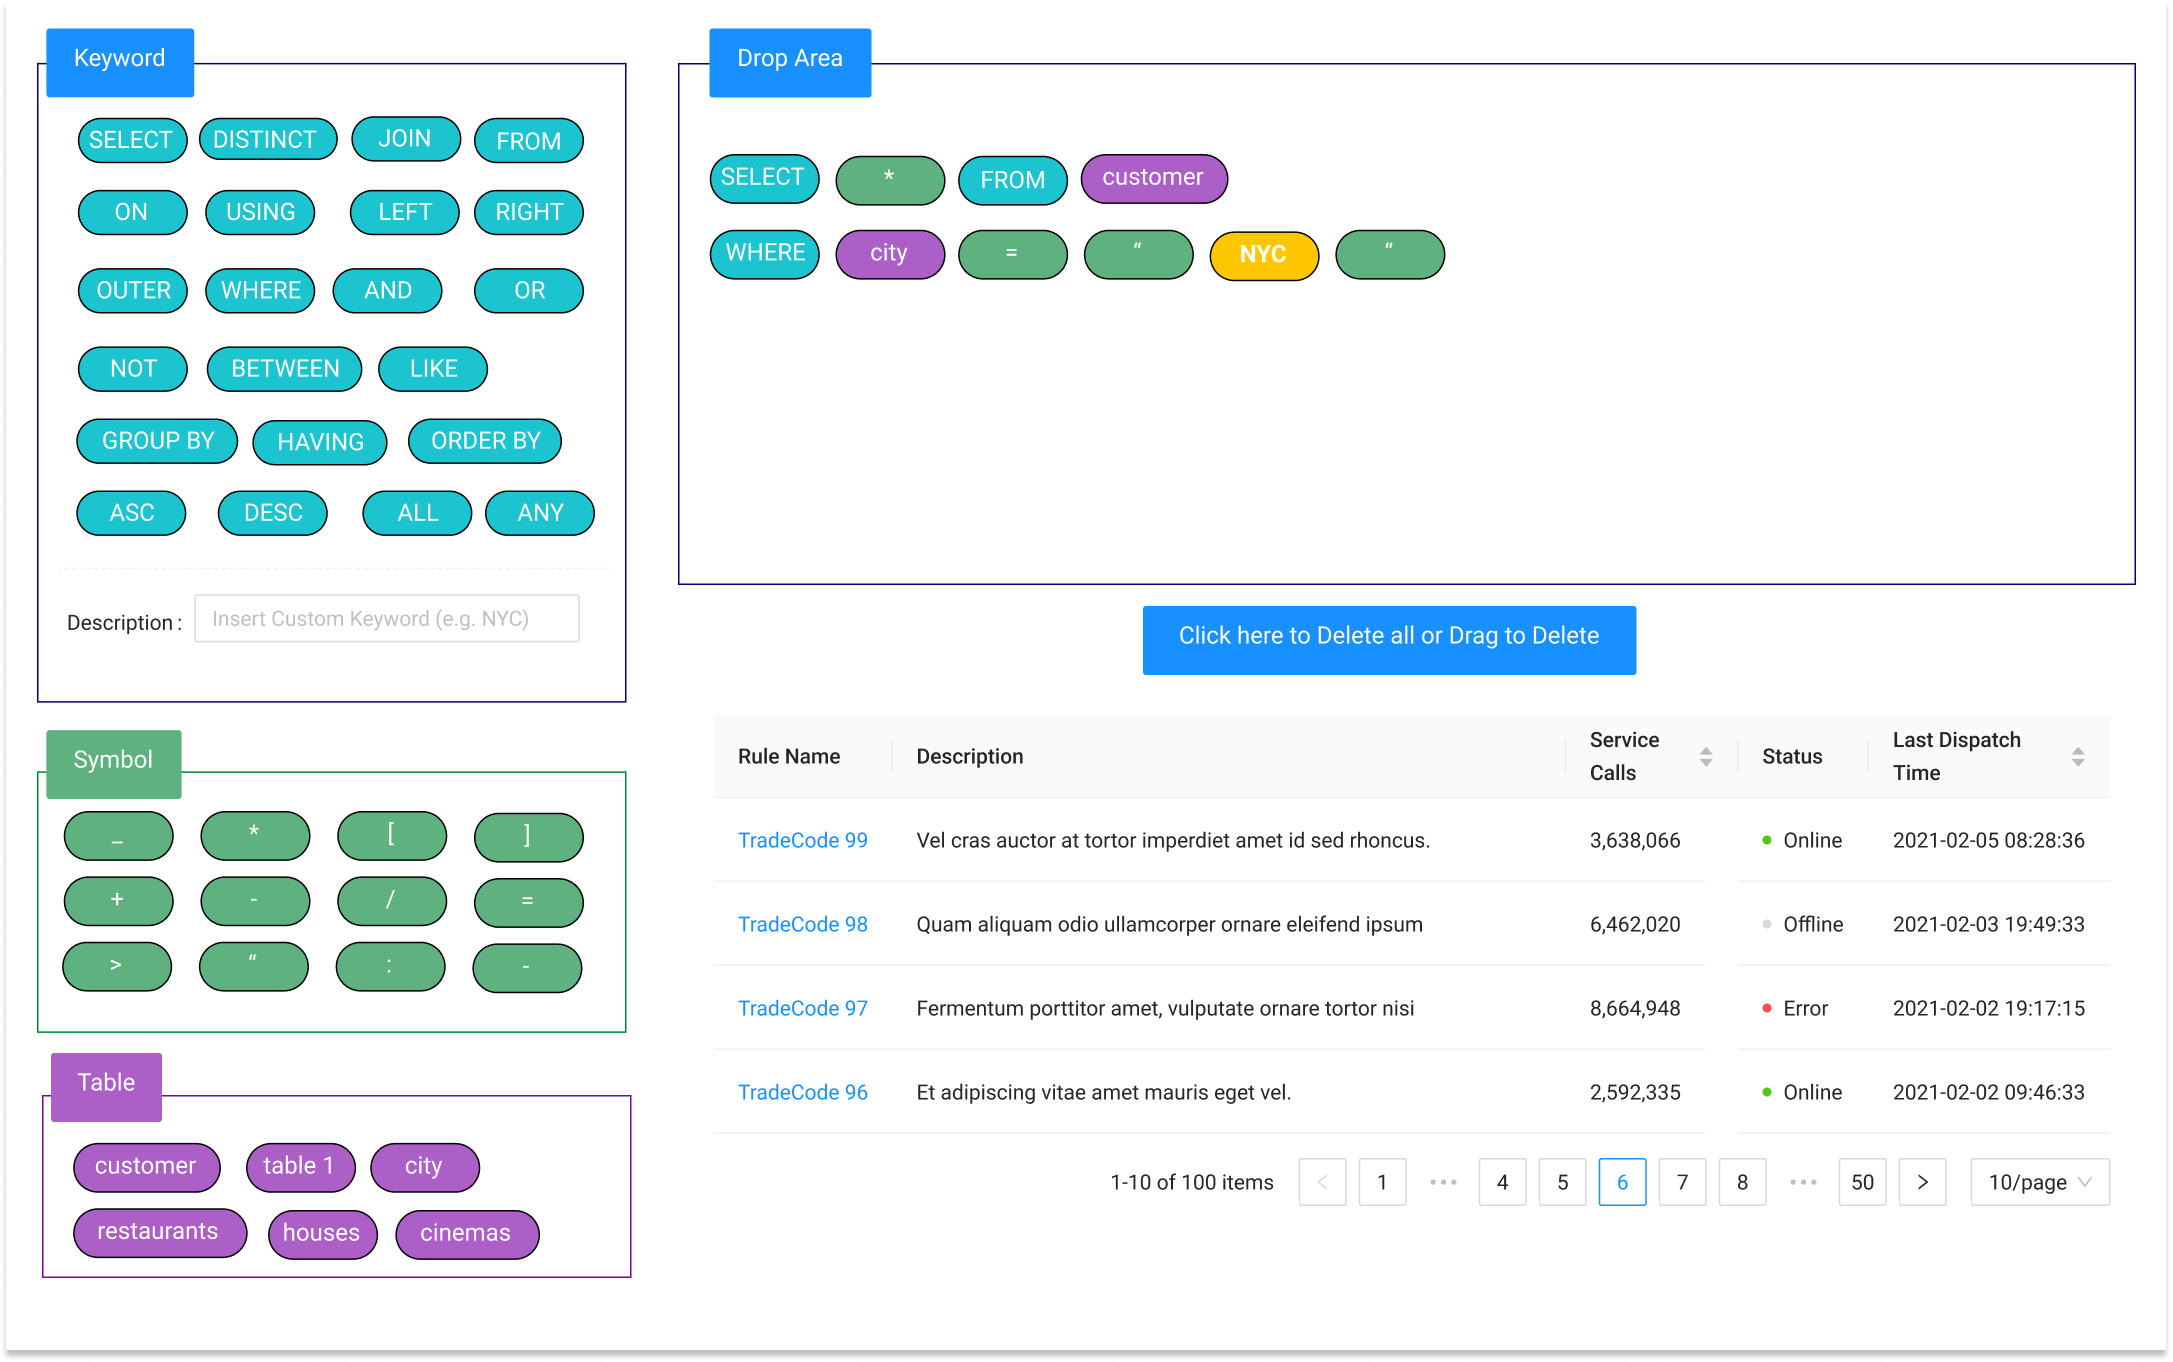 Keyword
SELECT DISTINCT JOIN FROM
ON USING LEFT RIGHT
OUTER WHERE AND OR
NOT BETWEEN LIKE
GROUP BY HAVING ORDER BY
ASC DESC ALL ANY
Description : Insert Custom Keyword (e.g. NYC)
Symbol
_ * [ ]
+ - / =
> “ : -
Table
customer table 1 city
restaurants houses cinemas
Drop Area
SELECT * FROM customer
WHERE city = “ NYC “
Click here to Delete all or Drag to Delete
Rule Name Description Service Calls Status Last Dispatch Time
TradeCode 99 Vel cras auctor at tortor imperdiet amet id sed rhoncus. 3,638,066 Online 2021-02-05 08:28:36
TradeCode 98 Quam aliquam odio ullamcorper ornare eleifend ipsum 6,462,020 Offline 2021-02-03 19:49:33
TradeCode 97 Fermentum porttitor amet, vulputate ornare tortor nisi 8,664,948 Error 2021-02-02 19:17:15
TradeCode 96 Et adipiscing vitae amet mauris eget vel. 2,592,335 Online 2021-02-02 09:46:33
1-10 of 100 items < 1 ••• 4 5 6 7 8 ••• 50 > 10/page